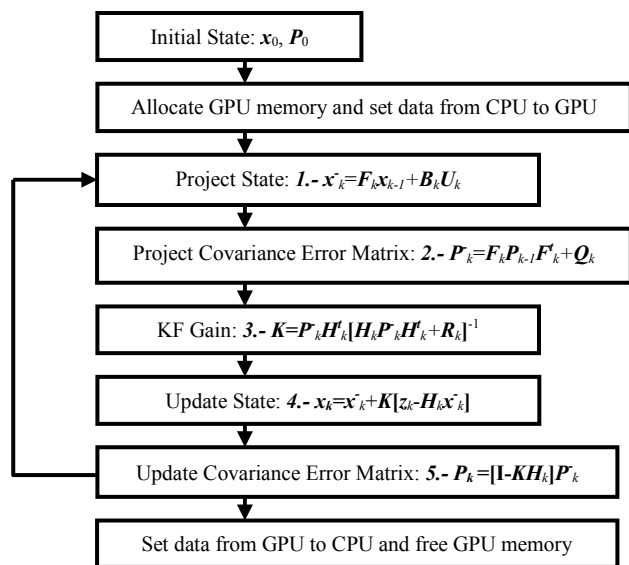 Initial State: x₀, P₀
Allocate GPU memory and set data from CPU to GPU
Project State: 1.- x⁻ₖ=Fₖxₖ₋₁+BₖUₖ
Project Covariance Error Matrix: 2.- P⁻ₖ=FₖPₖ₋₁Fᵗₖ+Qₖ
KF Gain: 3.- K=P⁻ₖHᵗₖ[HₖP⁻ₖHᵗₖ+Rₖ]⁻¹
Update State: 4.- xₖ=x⁻ₖ+K[zₖ-Hₖx⁻ₖ]
Update Covariance Error Matrix: 5.- Pₖ=[I-KHₖ]P⁻ₖ
Set data from GPU to CPU and free GPU memory